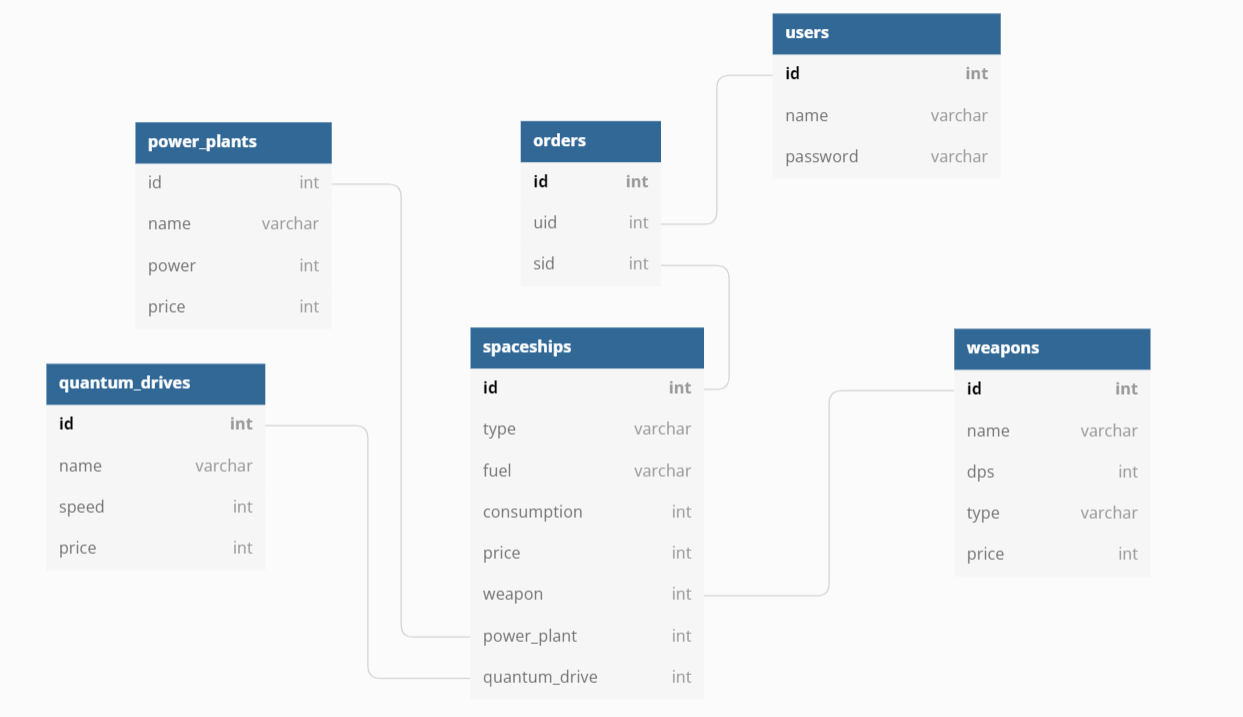 users
id int
name varchar
password varchar
power_plants
id int
name varchar
power int
price int
orders
id int
uid int
sid int
quantum_drives
id int
name varchar
speed int
price int
spaceships
id int
type varchar
fuel varchar
consumption int
price int
weapon int
power_plant int
quantum_drive int
weapons
id int
name varchar
dps int
type varchar
price int